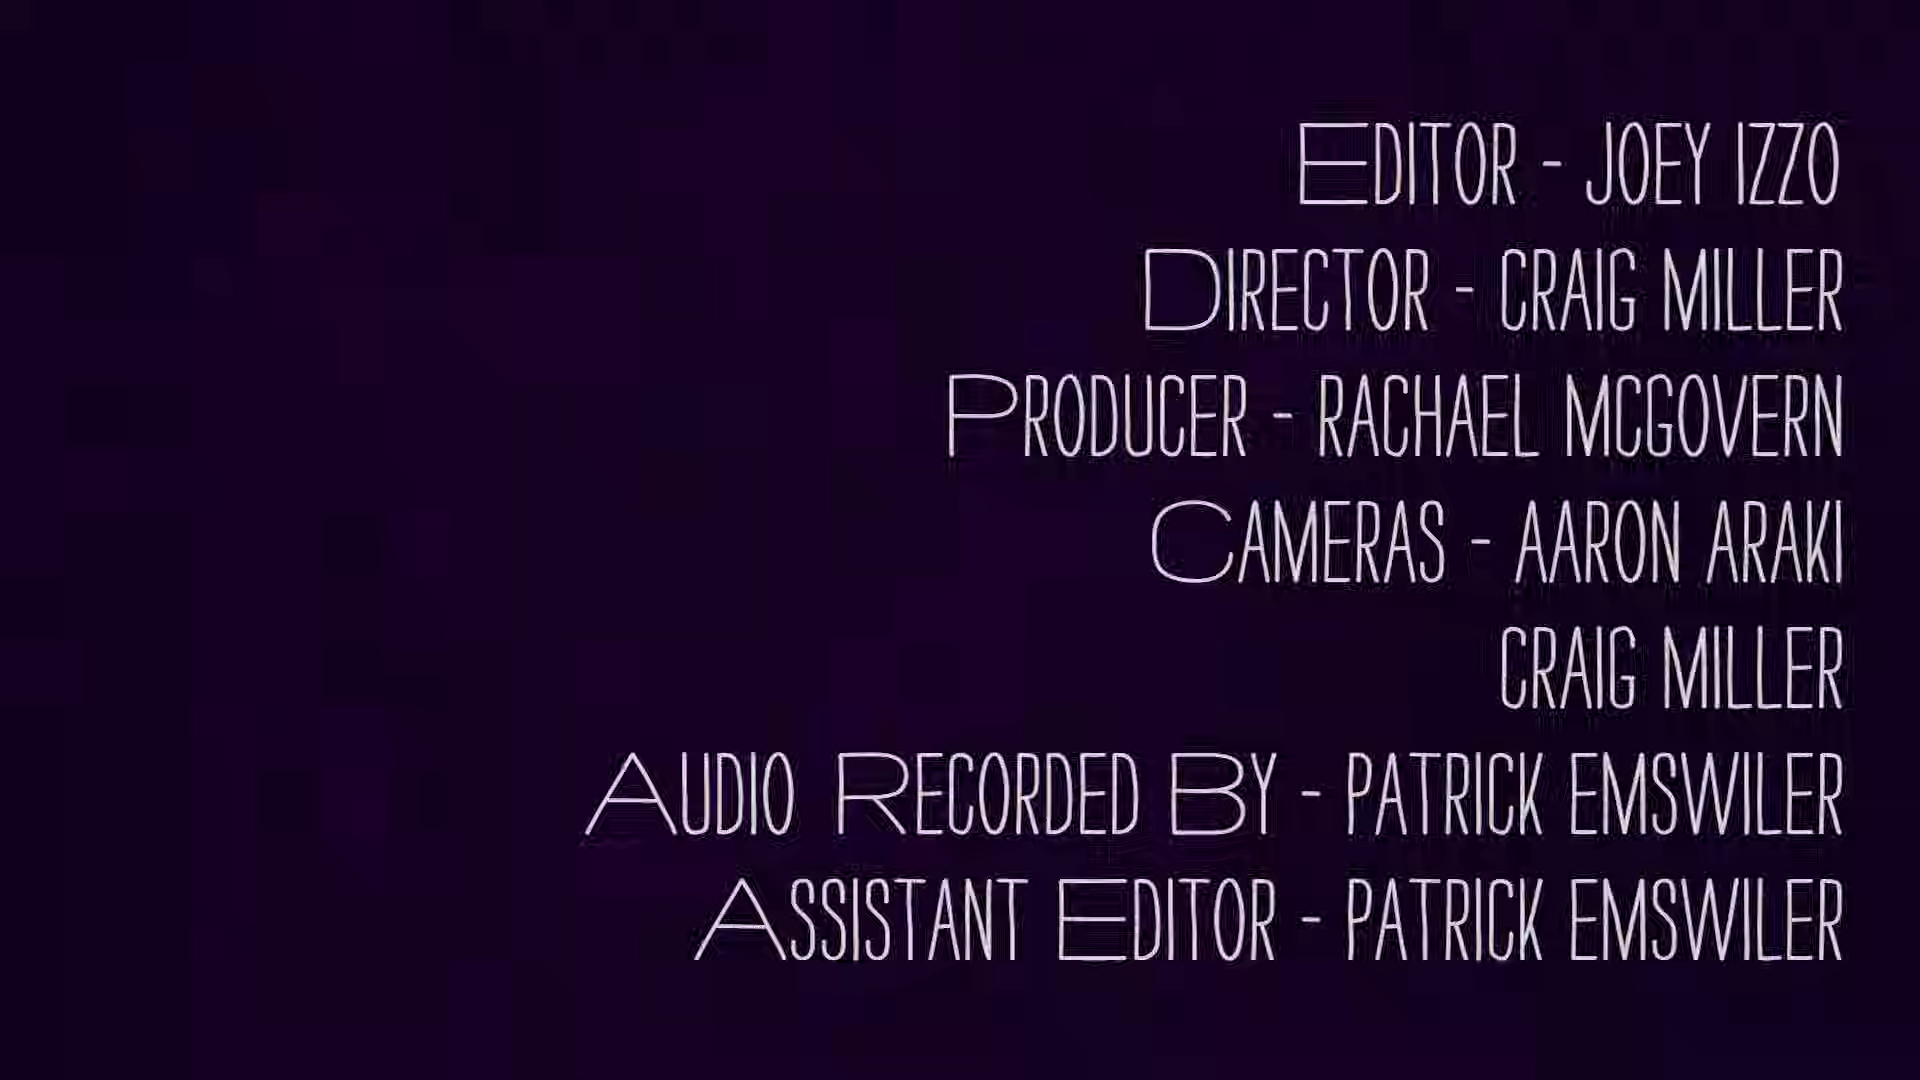 Editor - JOEY IZZO
Director - CRAIG MILLER
Producer - RACHAEL MCGOVERN
Cameras - AARON ARAKI
CRAIG MILLER
Audio Recorded By - PATRICK EMSWILER
Assistant Editor - PATRICK EMSWILER